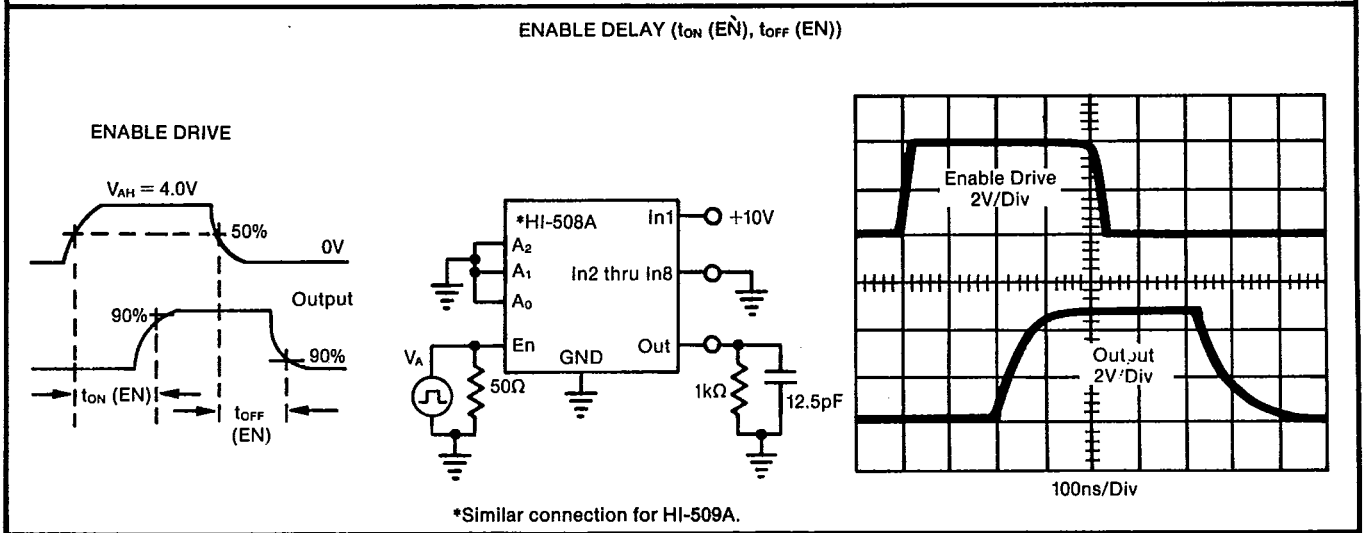 ENABLE DELAY (tON (EǸ), tOFF (EN))
ENABLE DRIVE
VAH = 4.0V
50%
0V
Output
90%
90%
tON (EN)
tOFF
(EN)
*HI-508A
A2
A1
A0
En
GND
In1
+10V
In2 thru In8
Out
VA
50Ω
1kΩ
12.5pF
Enable Drive
2V/Div
Output
2V/Div
100ns/Div
*Similar connection for HI-509A.